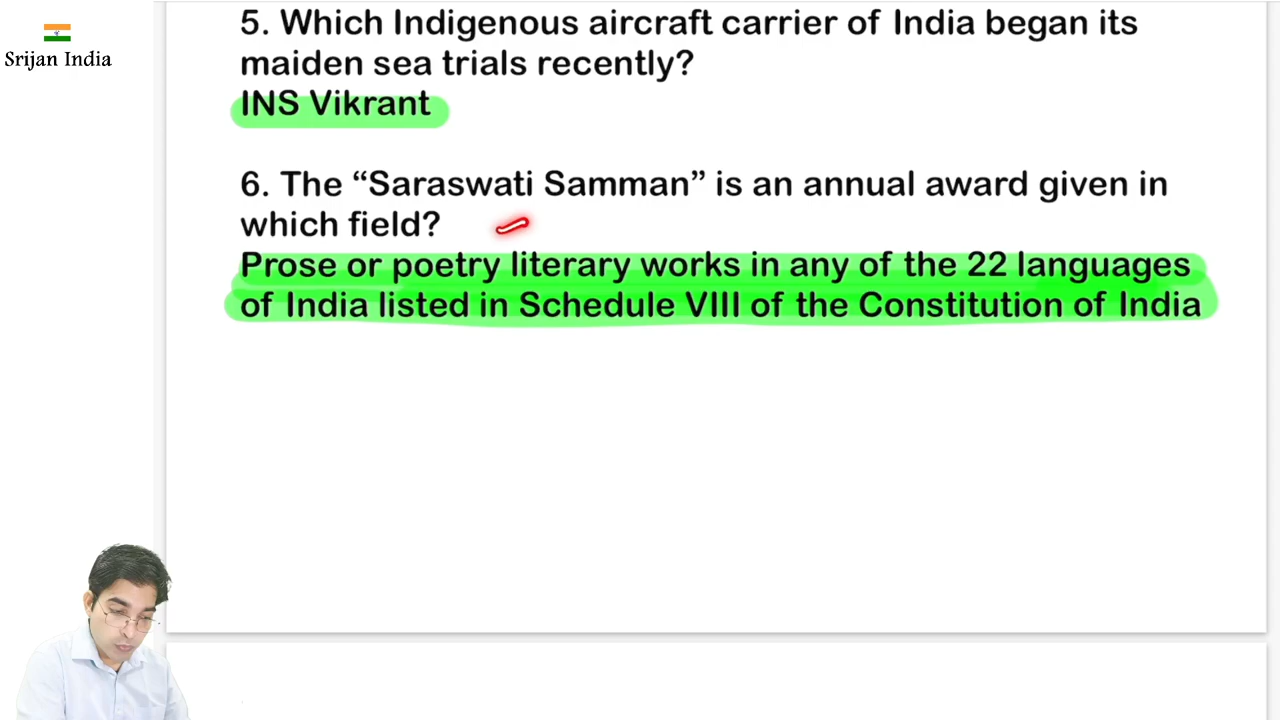 Srijan India
5. Which Indigenous aircraft carrier of India began its
maiden sea trials recently?
INS Vikrant
6. The “Saraswati Samman” is an annual award given in
which field?
Prose or poetry literary works in any of the 22 languages
of India listed in Schedule VIII of the Constitution of India